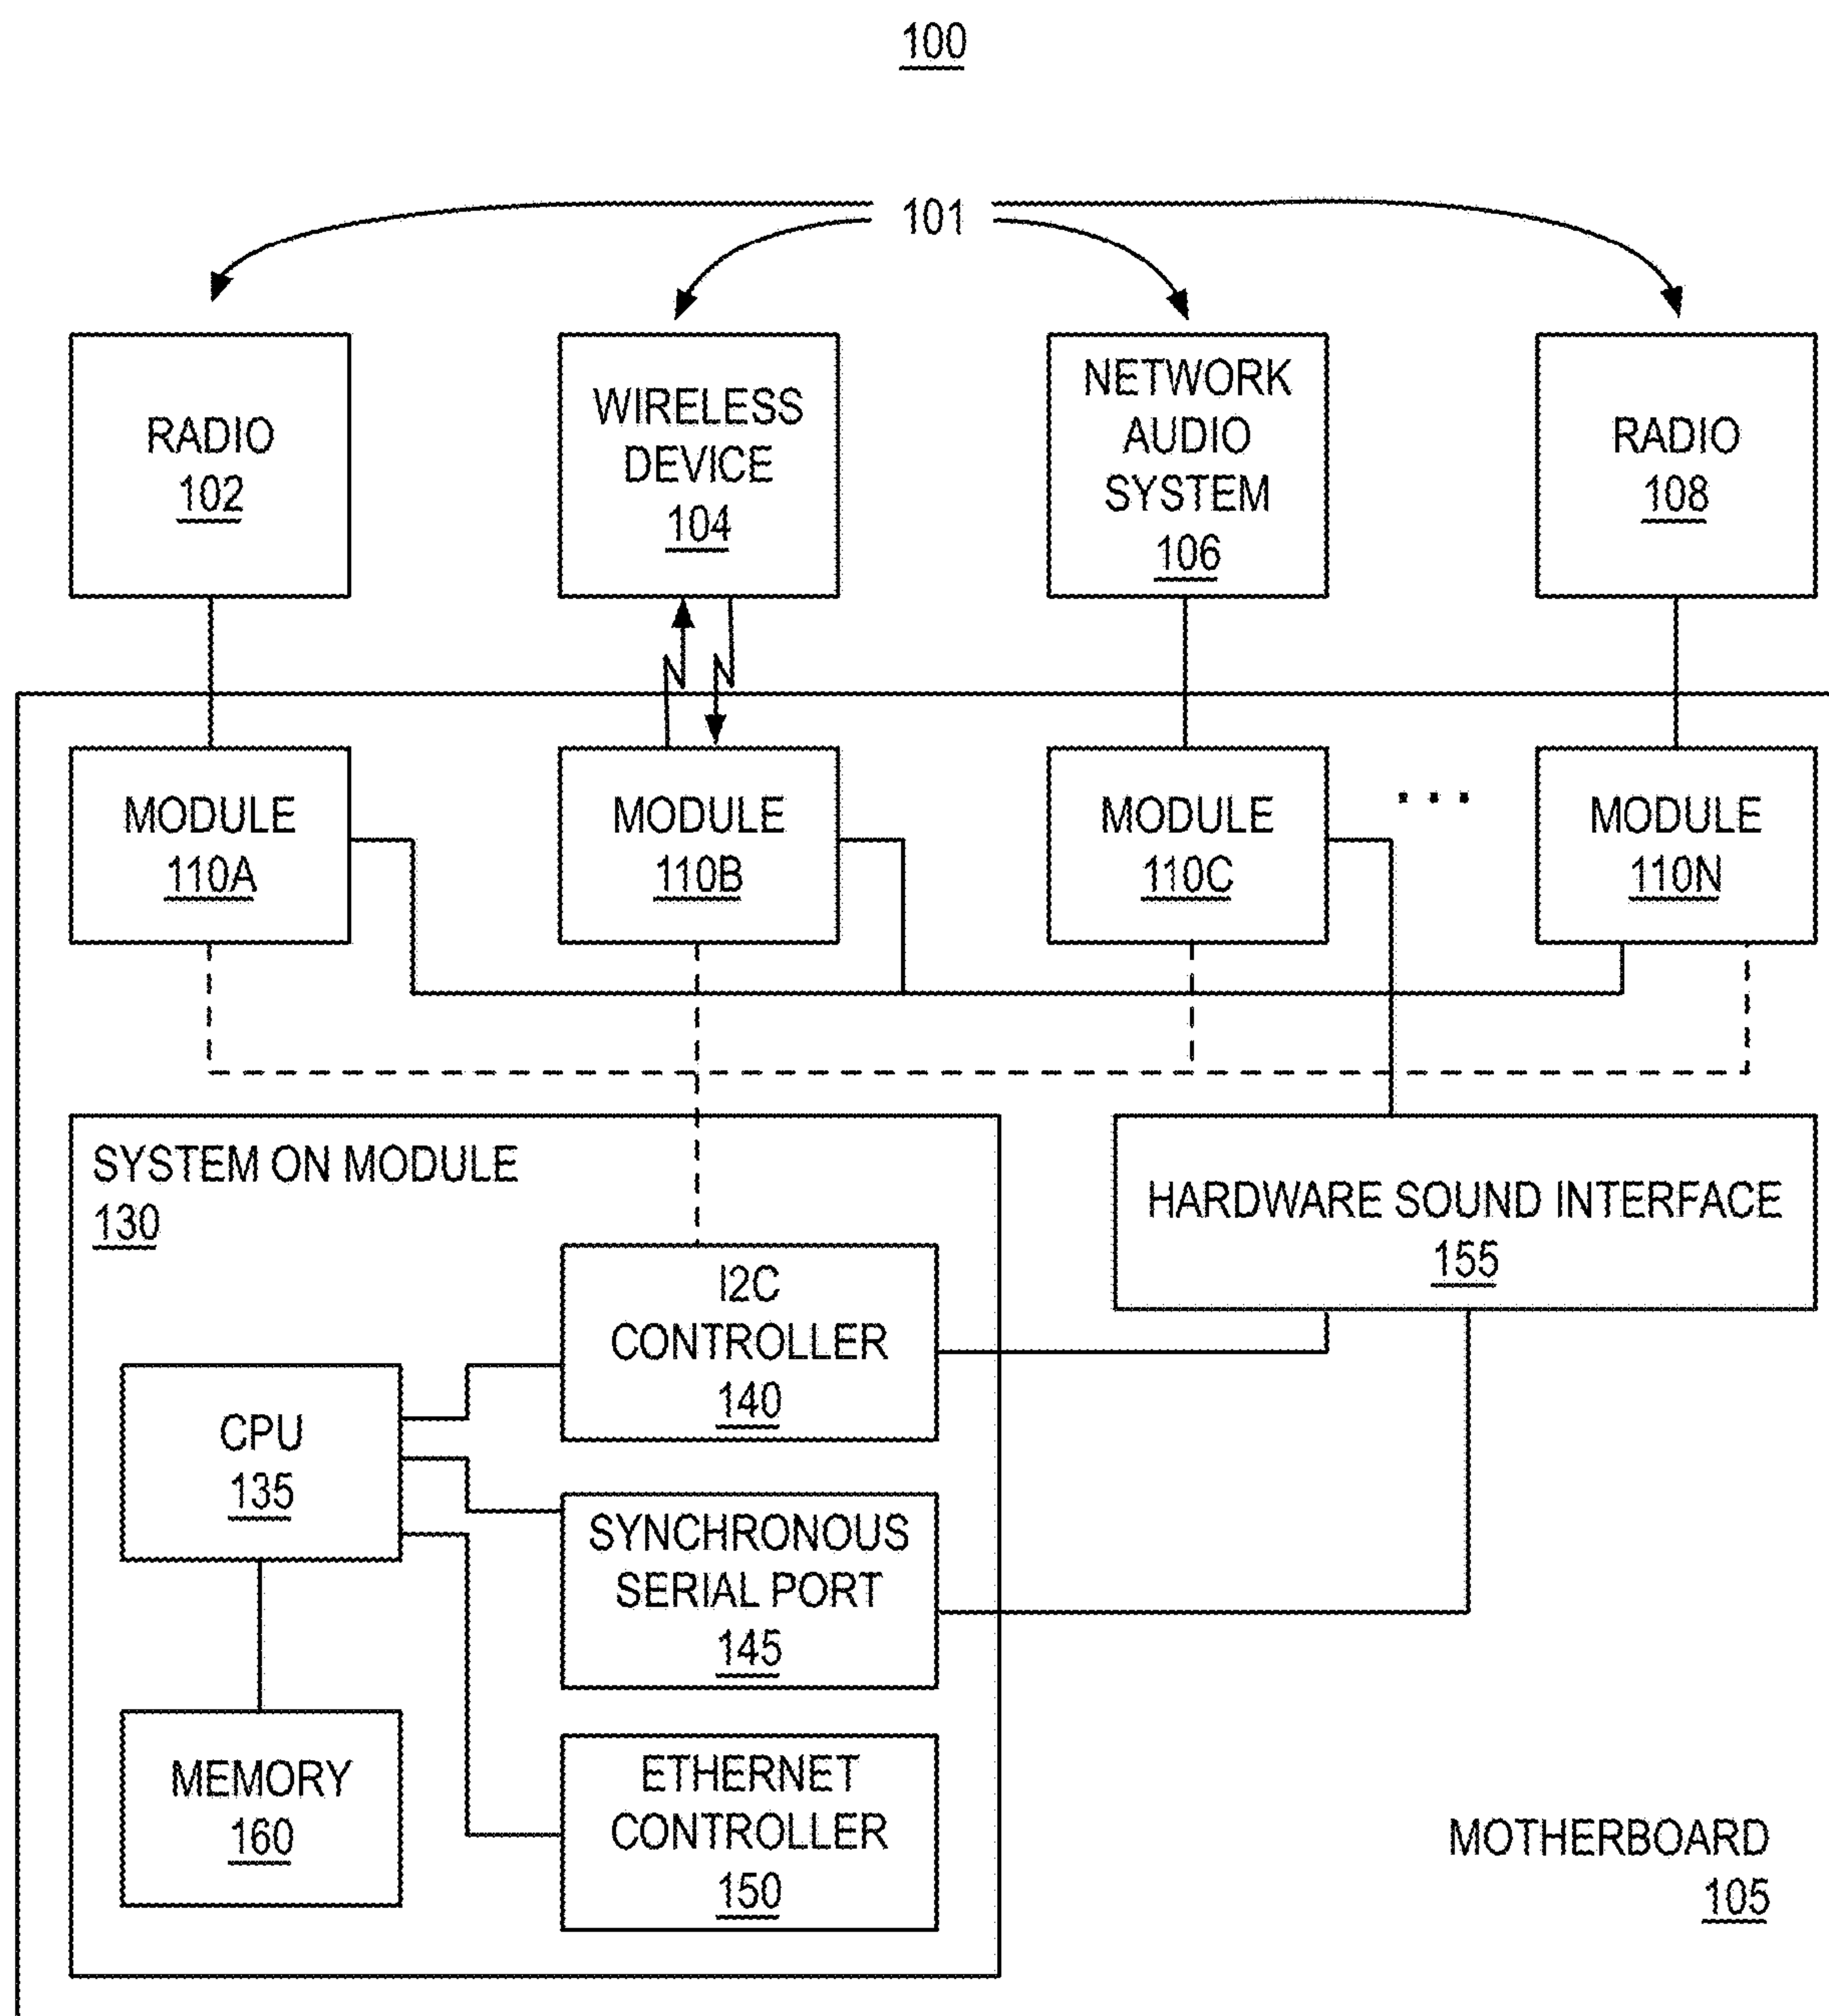 100
101
RADIO
102
WIRELESS
DEVICE
104
NETWORK
AUDIO
SYSTEM
106
RADIO
108
MODULE
110A
MODULE
110B
MODULE
110C
...
MODULE
110N
SYSTEM ON MODULE
130
HARDWARE SOUND INTERFACE
155
I2C
CONTROLLER
140
CPU
135
SYNCHRONOUS
SERIAL PORT
145
MEMORY
160
ETHERNET
CONTROLLER
150
MOTHERBOARD
105